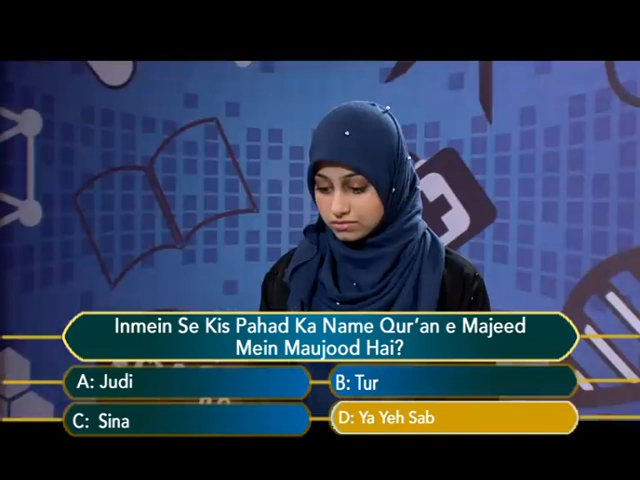 Inmein Se Kis Pahad Ka Name Qur'an e Majeed
Mein Maujood Hai?
A: Judi
B: Tur
C: Sina
D: Ya Yeh Sab